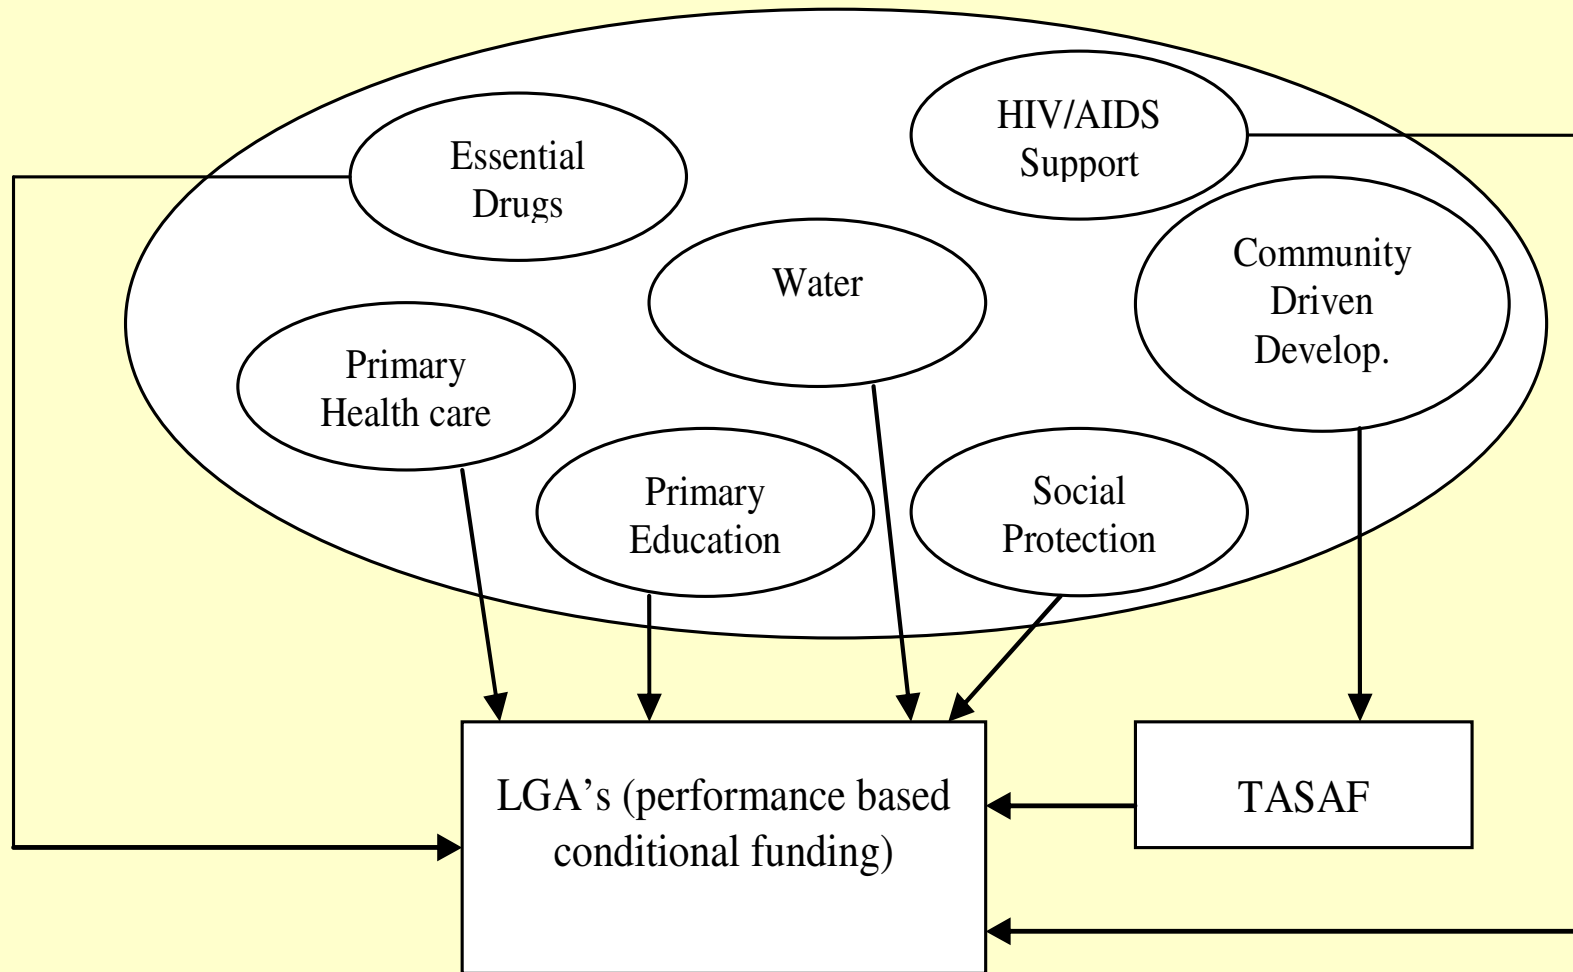 HIV/AIDS
Support
Essential
Drugs
Community
Driven
Develop.
Water
Primary
Health care
Primary
Education
Social
Protection
LGA’s (performance based
conditional funding)
TASAF